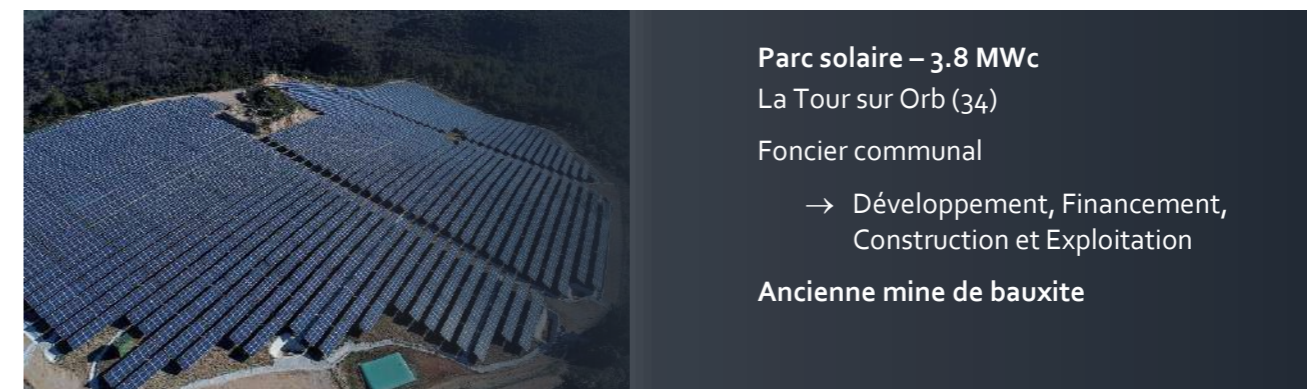 Parc solaire – 3.8 MWc
La Tour sur Orb (34)
Foncier communal
→ Développement, Financement,
Construction et Exploitation
Ancienne mine de bauxite